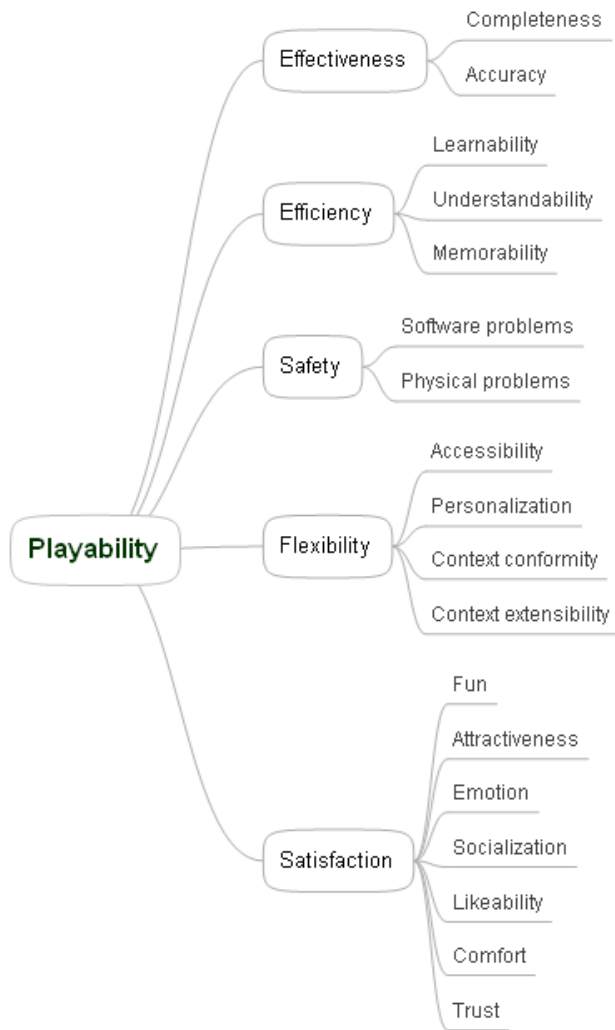 Playability
Effectiveness
Completeness
Accuracy
Efficiency
Learnability
Understandability
Memorability
Safety
Software problems
Physical problems
Flexibility
Accessibility
Personalization
Context conformity
Context extensibility
Satisfaction
Fun
Attractiveness
Emotion
Socialization
Likeability
Comfort
Trust